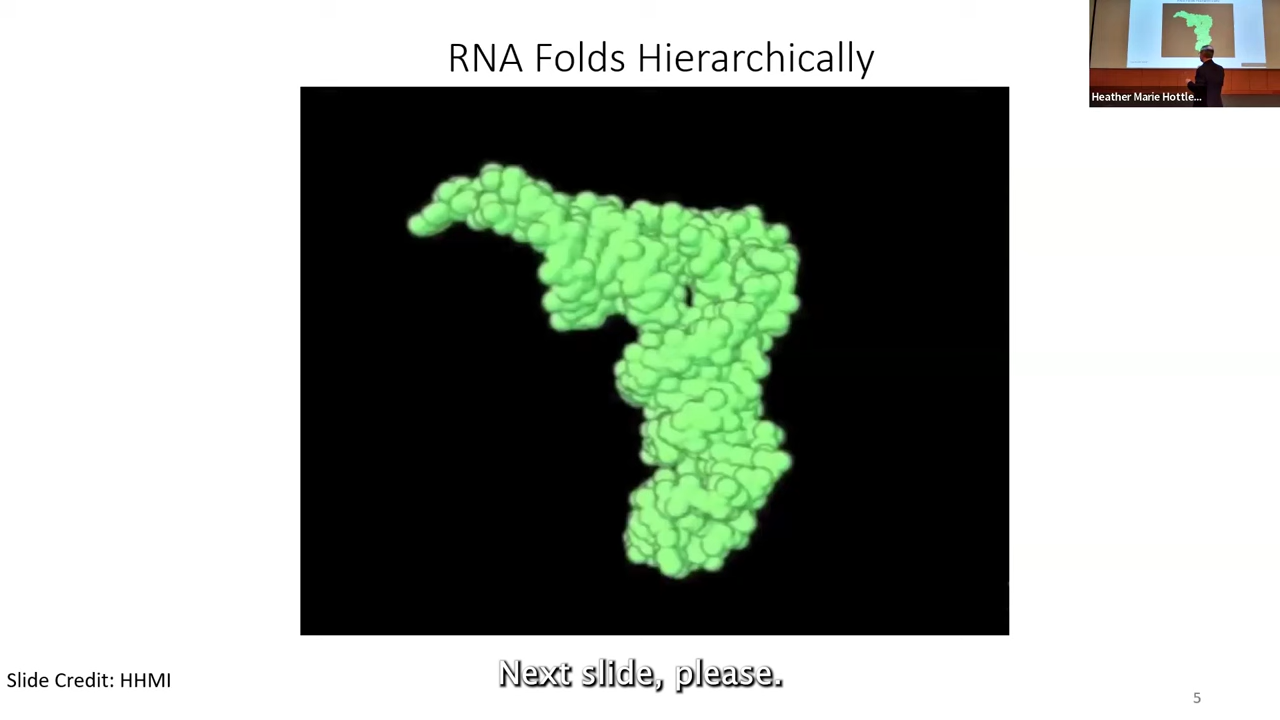 RNA Folds Hierarchically
Heather Marie Hottle...
Next slide, please.
Slide Credit: HHMI
5